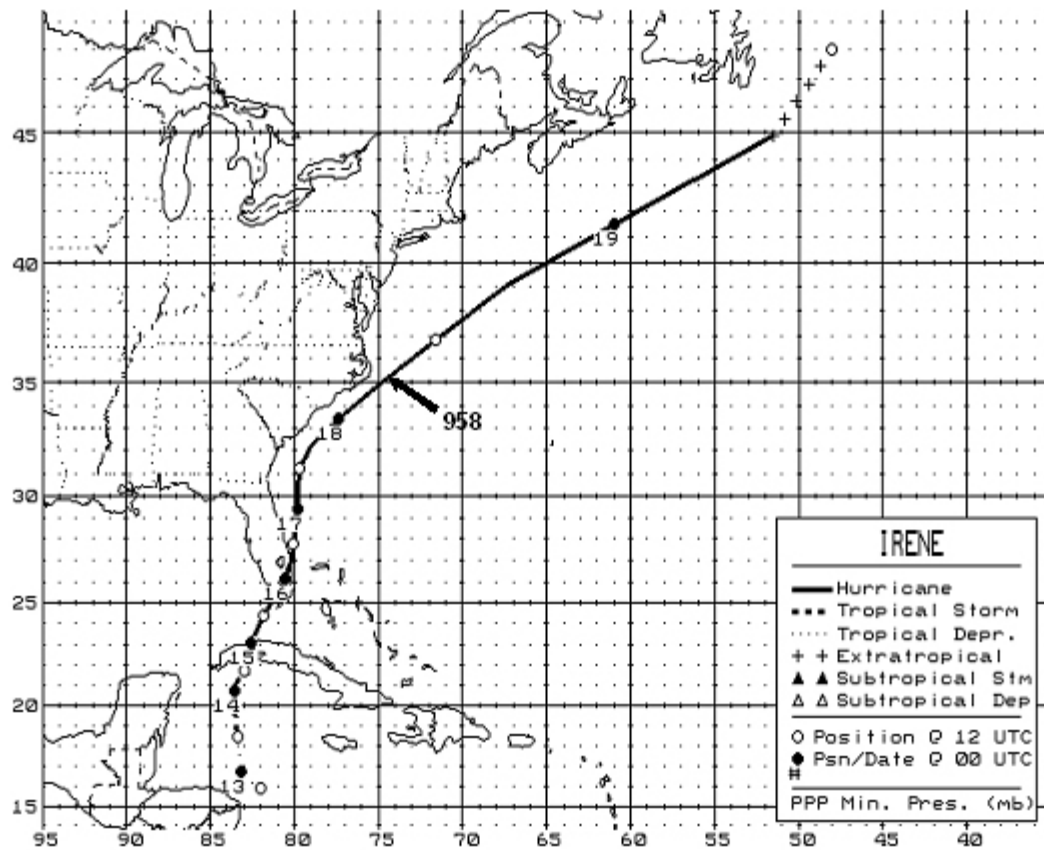 45
40
35
30
25
20
15
95 90 85 80 75 70 65 60 55 50 45 40
19
18
958
1
16
15
14
13
IRENE
Hurricane
Tropical Storm
Tropical Depr.
+ + Extratropical
Subtropical Stm
Subtropical Dep
Position @ 12 UTC
Psn/Date @ 00 UTC
#
PPP Min. Pres. (mb)